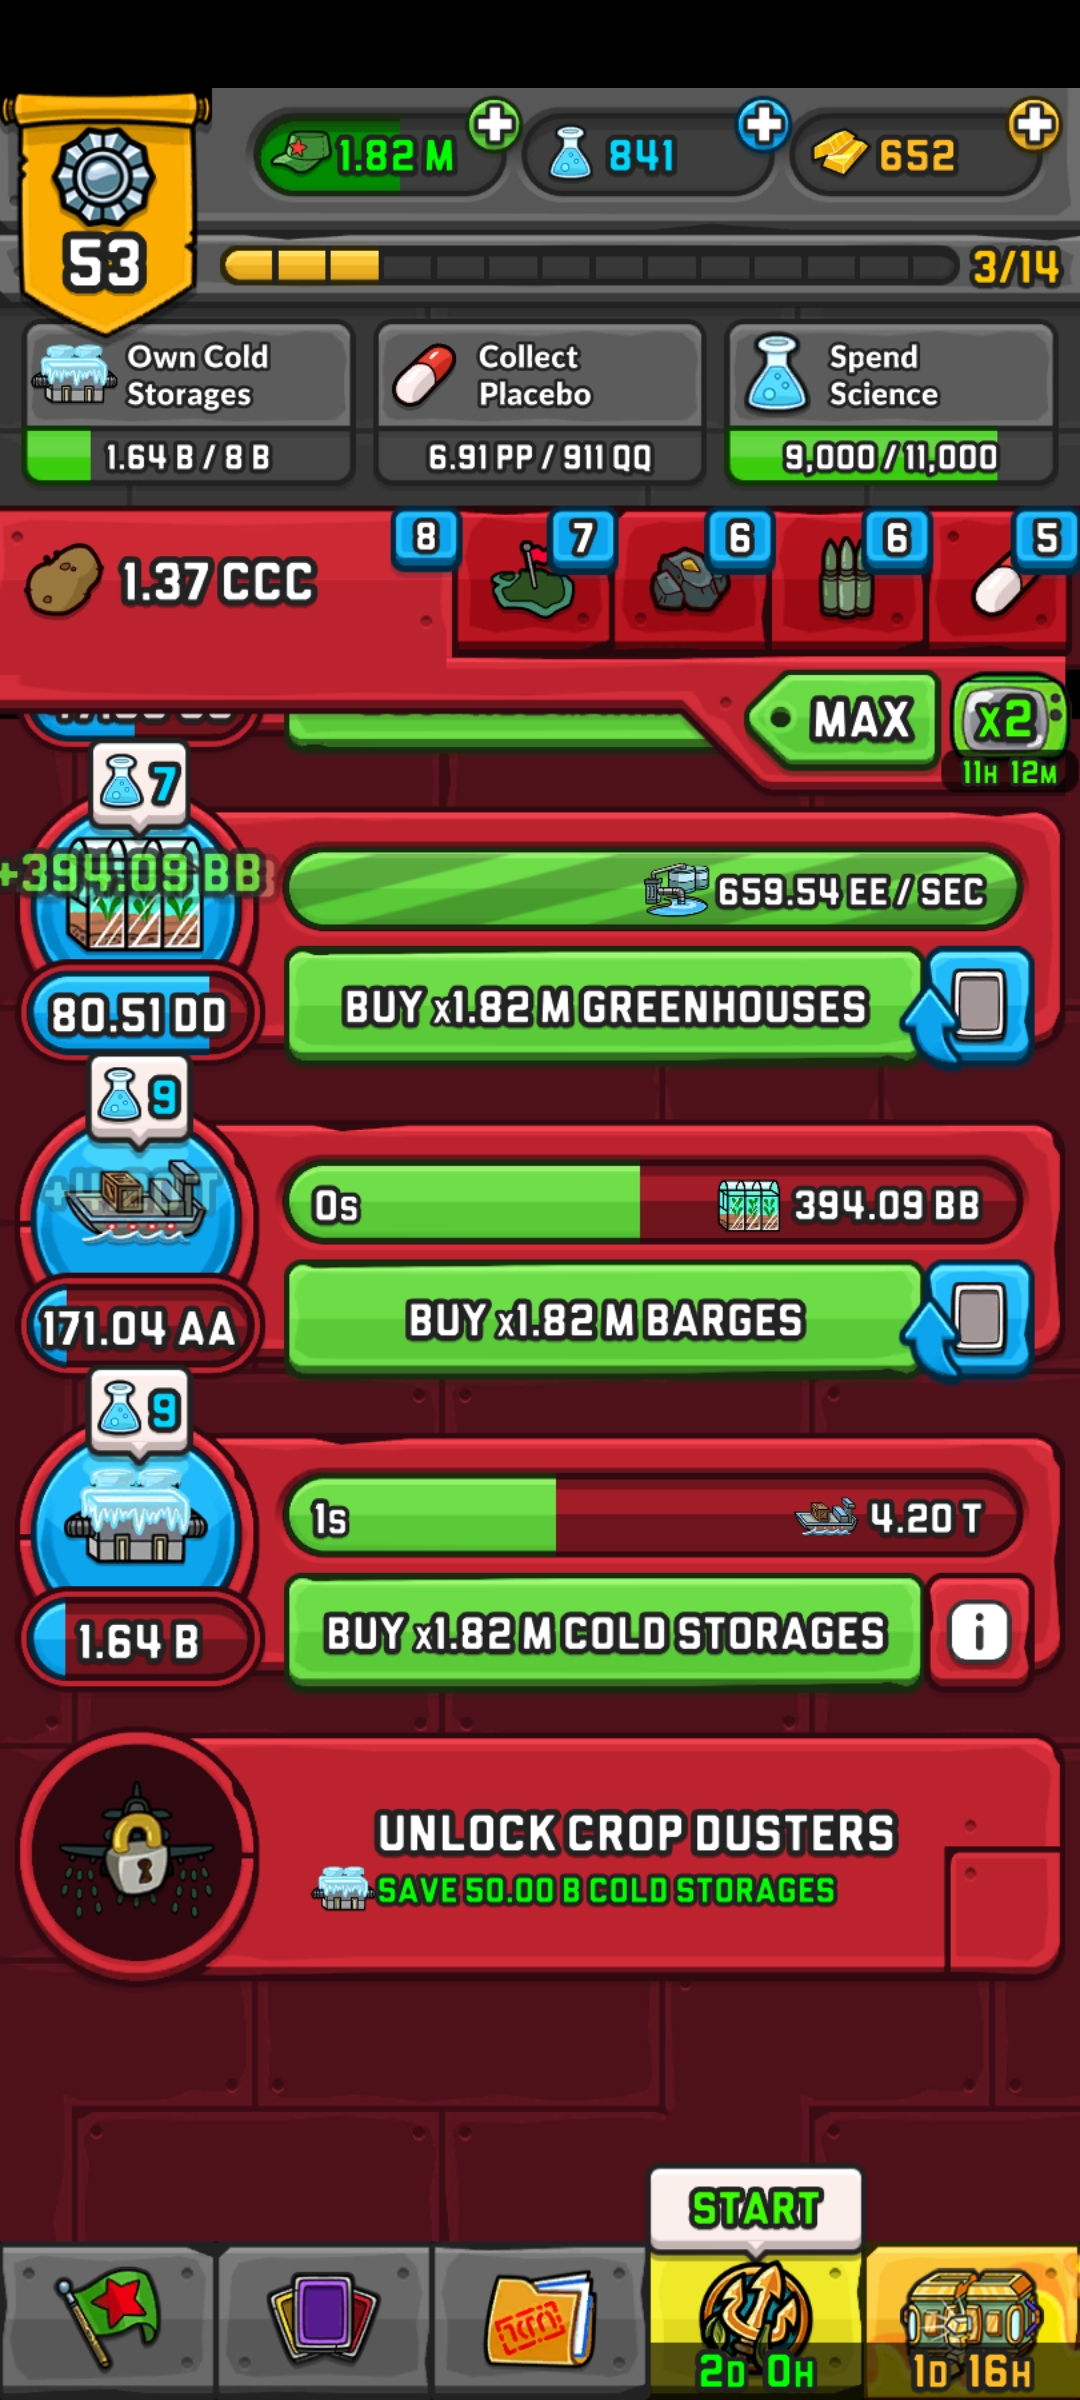 53
1.82 M
841
652
3/14
Own Cold
Storages
1.64 B / 8 B
Collect
Placebo
6.91 PP / 911 QQ
Spend
Science
9,000 / 11,000
1.37 CCC
8
7
6
6
5
MAX
x2
11H 12M
7
+394.09 BB
659.54 EE / SEC
80.51 DD
BUY x1.82 M GREENHOUSES
9
0s
394.09 BB
171.04 AA
BUY x1.82 M BARGES
9
1s
4.20 T
1.64 B
BUY x1.82 M COLD STORAGES
i
UNLOCK CROP DUSTERS
SAVE 50.00 B COLD STORAGES
START
2D 0H
1D 16H